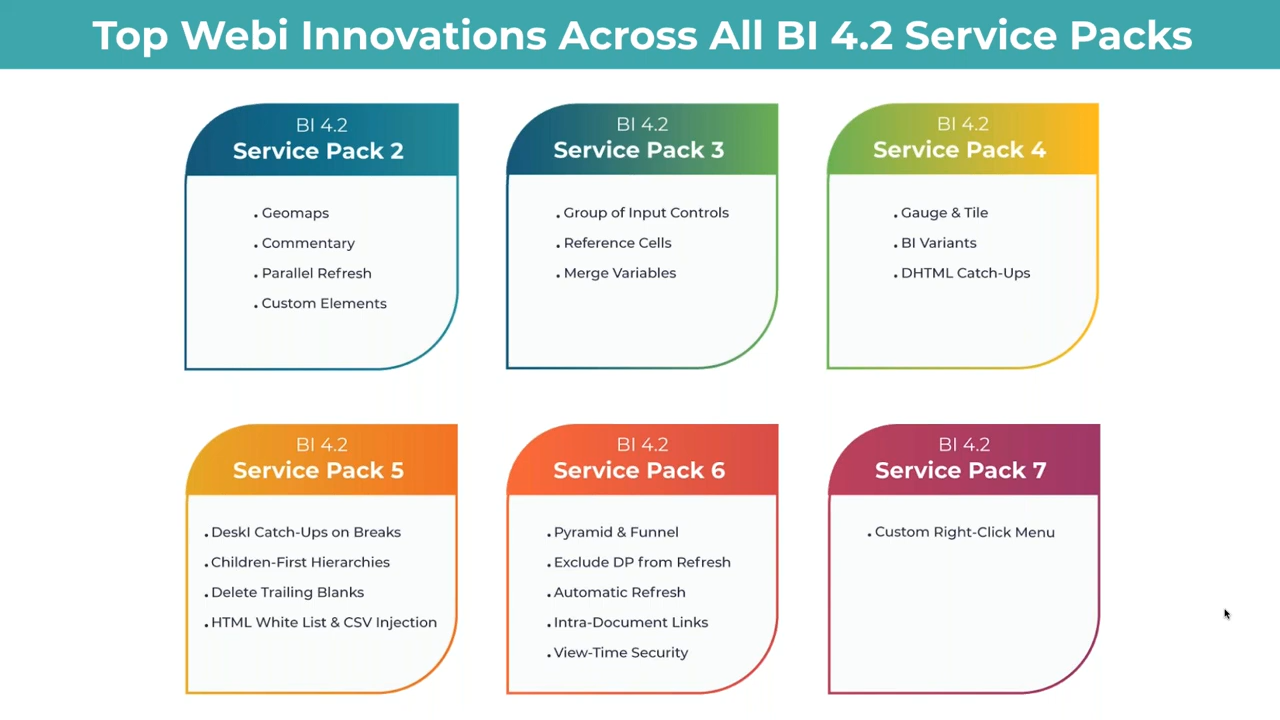 Top Webi Innovations Across All BI 4.2 Service Packs
BI 4.2
Service Pack 2
. Geomaps
. Commentary
. Parallel Refresh
. Custom Elements
BI 4.2
Service Pack 3
. Group of Input Controls
. Reference Cells
. Merge Variables
BI 4.2
Service Pack 4
. Gauge & Tile
. BI Variants
. DHTML Catch-Ups
BI 4.2
Service Pack 5
. DeskI Catch-Ups on Breaks
. Children-First Hierarchies
. Delete Trailing Blanks
. HTML White List & CSV Injection
BI 4.2
Service Pack 6
. Pyramid & Funnel
. Exclude DP from Refresh
. Automatic Refresh
. Intra-Document Links
. View-Time Security
BI 4.2
Service Pack 7
. Custom Right-Click Menu